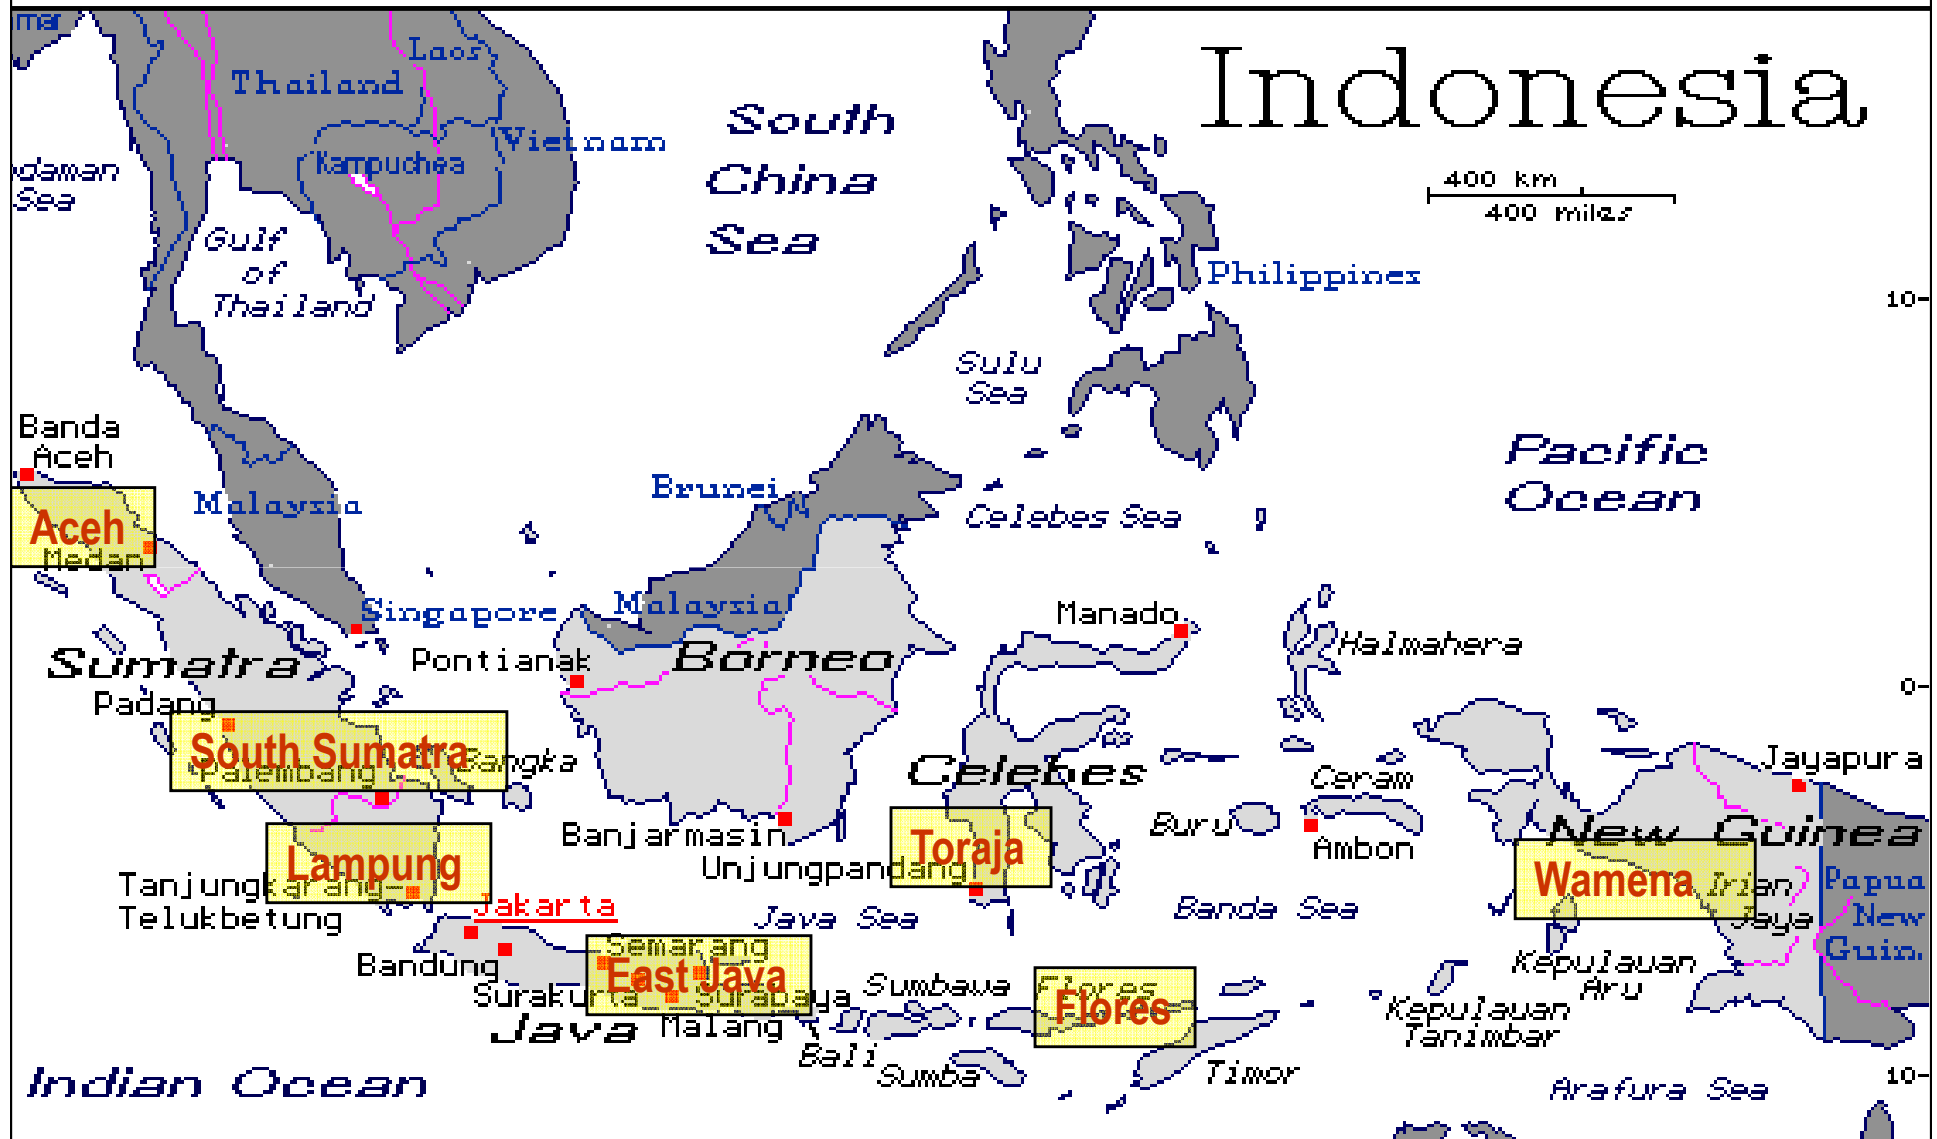 mar
Laos
Thailand
Indonesia
South
China
Sea
Vietnam
Kampuchea
daman
Sea
400 km
400 miles
Gulf
of
Thailand
Philippines
10-
Sulu
Sea
Banda
Aceh
Pacific
Ocean
Brunei
Malaysia
Celebes Sea
Aceh
Medan
Singapore
Malaysia
Manado
Halmahera
Sumatra
Pontianak
Borneo
0-
Padang
South Sumatra
Palembang
Bangka
Celebes
Ceram
Jayapura
Banjarmasin
Buru
Ambon
New Guinea
Toraja
Unjungpandang
Lampung
Tanjungkarang-
Telukbetung
Wamena
Irian
Jaya
Papua
New
Guin.
Jakarta
Java Sea
Banda Sea
Bandung
Semarang
East Java
Surakurta
Surabaya
Malang
Java
Sumbawa
Flores
Flores
Kepulauan
Aru
Kepulauan
Tanimbar
Bali
Sumba
Timor
Indian Ocean
Arafura Sea
10-